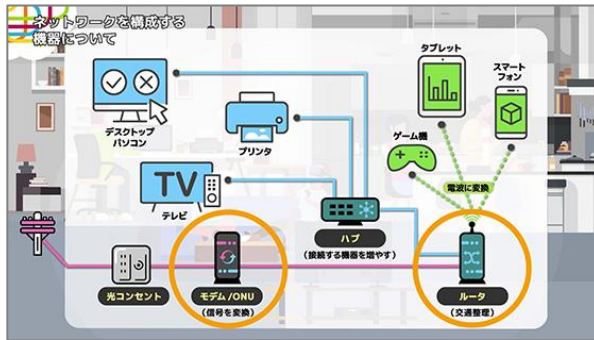 ネットワークを構成する
機器について
タブレット
スマート
フォン
デスクトップ
パソコン
プリンタ
ゲーム機
TV
電波に変換
テレビ
ハブ
(接続する機器を増やす)
光コンセント
モデム/ONU
(信号を変換)
ルータ
(交通整理)